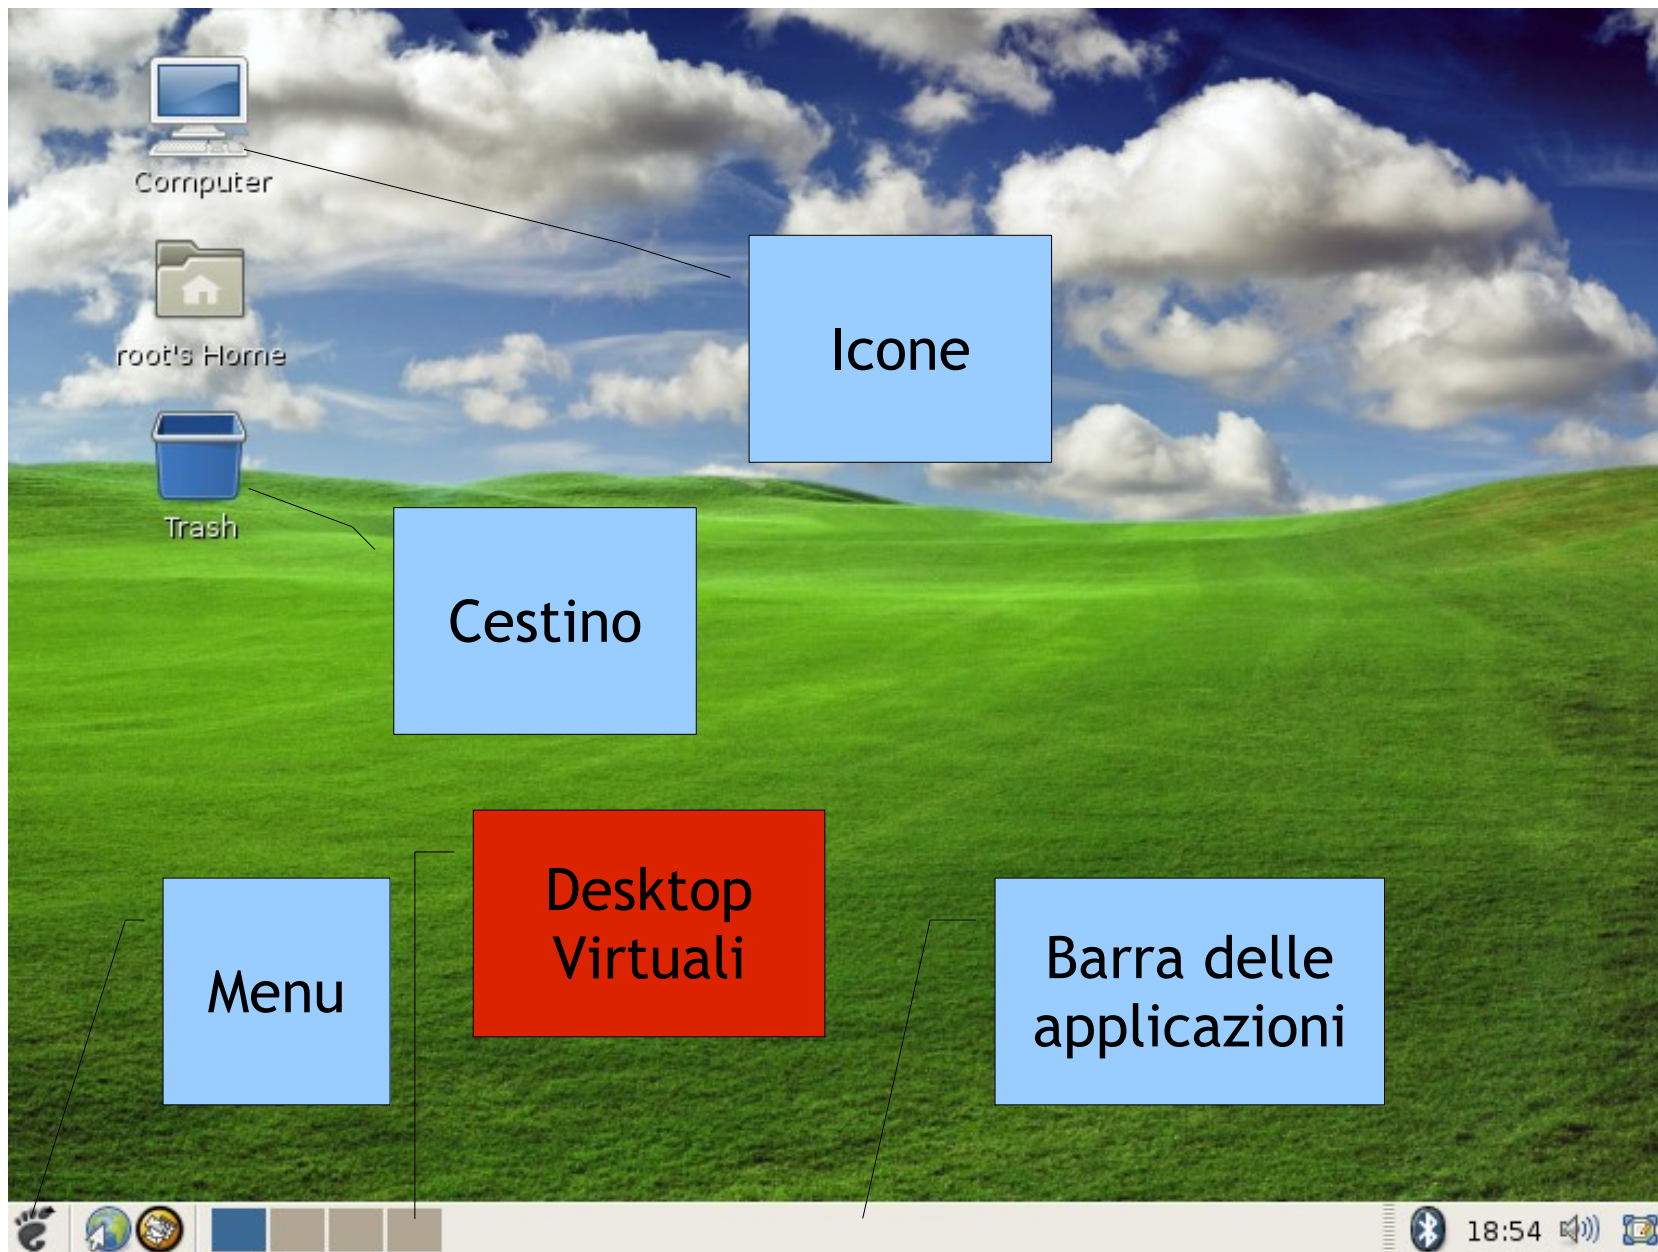 Computer
root's Home
Icone
Trash
Cestino
Desktop
Virtuali
Menu
Barra delle
applicazioni
18:54